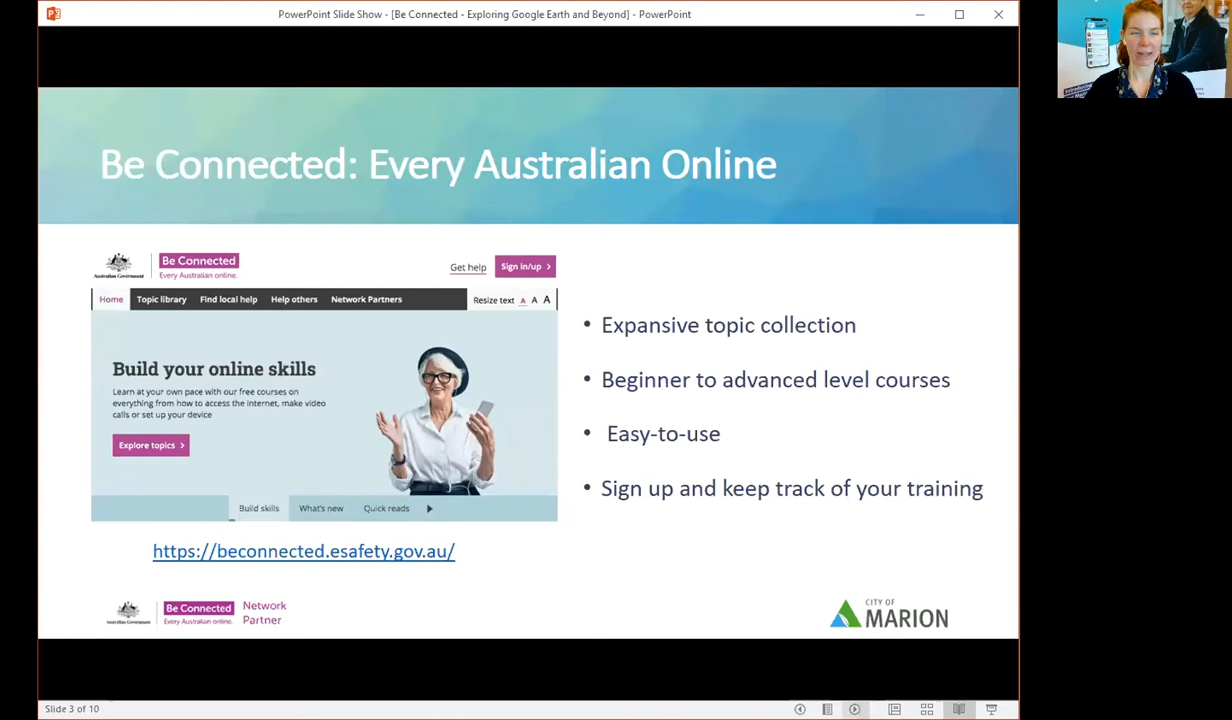 PowerPoint Slide Show - [Be Connected - Exploring Google Earth and Beyond] - PowerPoint
Be Connected: Every Australian Online
Australian Government
Be Connected
Every Australian online.
Get help
Sign in/up
Home Topic library Find local help Help others Network Partners Resize text A A A
Build your online skills
Learn at your own pace with our free courses on
everything from how to access the internet, make video
calls or set up your device
Explore topics
Build skills What's new Quick reads
https://beconnected.esafety.gov.au/
• Expansive topic collection
• Beginner to advanced level courses
• Easy-to-use
• Sign up and keep track of your training
Australian Government
Be Connected
Every Australian online.
Network
Partner
CITY OF
MARION
Slide 3 of 10